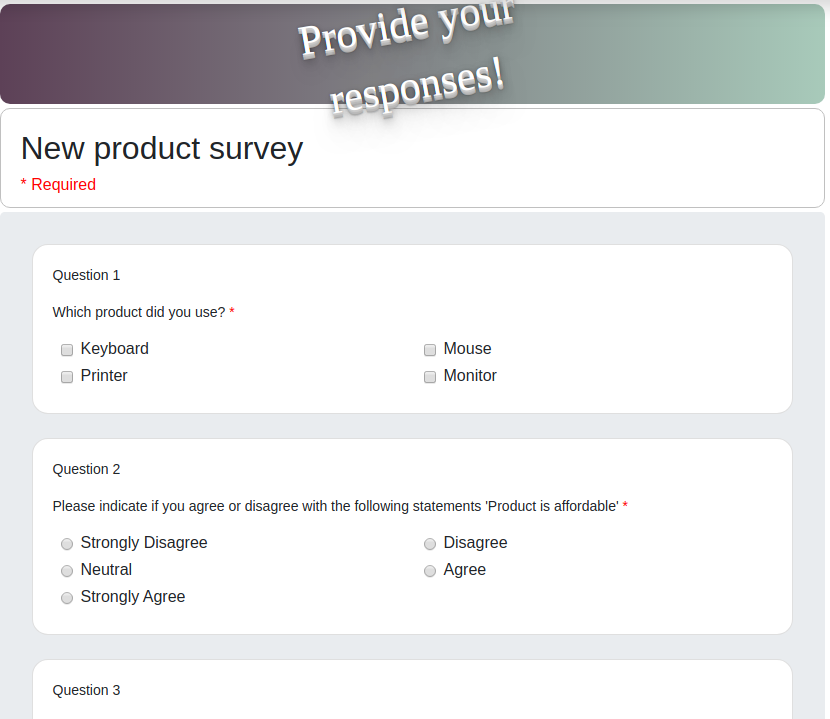 Provide your
responses!
New product survey
* Required
Question 1
Which product did you use? *
Keyboard
Mouse
Printer
Monitor
Question 2
Please indicate if you agree or disagree with the following statements 'Product is affordable' *
Strongly Disagree
Disagree
Neutral
Agree
Strongly Agree
Question 3